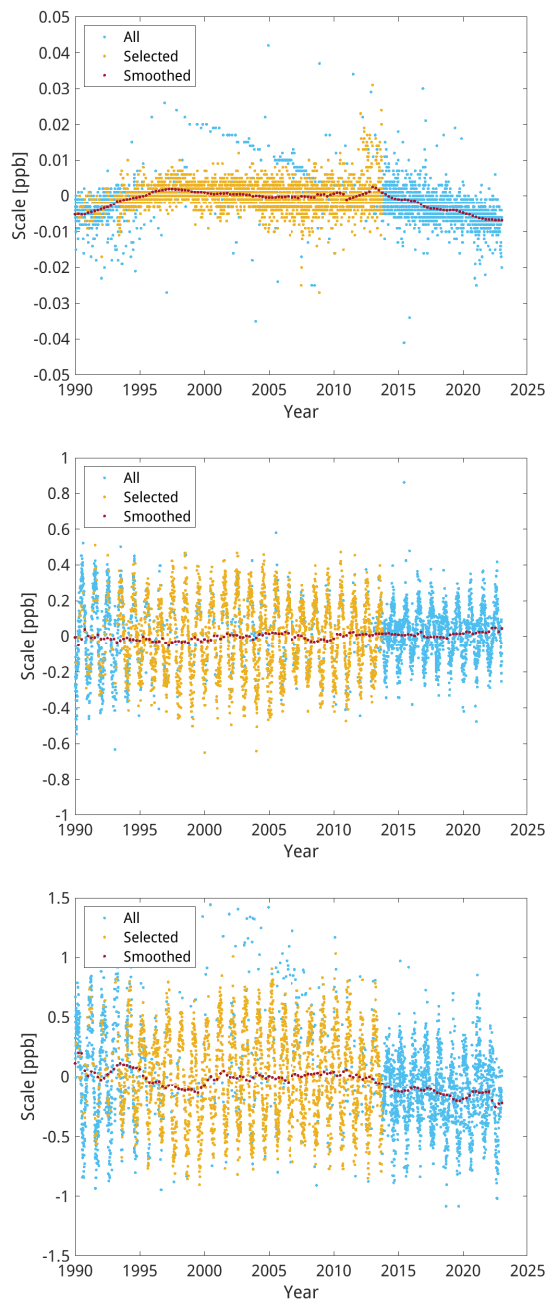 0.05
0.04
0.03
0.02
0.01
0
-0.01
-0.02
-0.03
-0.04
-0.05
Scale [ppb]
All
Selected
Smoothed
1990 1995 2000 2005 2010 2015 2020 2025
Year
1
0.8
0.6
0.4
0.2
0
-0.2
-0.4
-0.6
-0.8
-1
Scale [ppb]
All
Selected
Smoothed
1990 1995 2000 2005 2010 2015 2020 2025
Year
1.5
1
0.5
0
-0.5
-1
-1.5
Scale [ppb]
All
Selected
Smoothed
1990 1995 2000 2005 2010 2015 2020 2025
Year